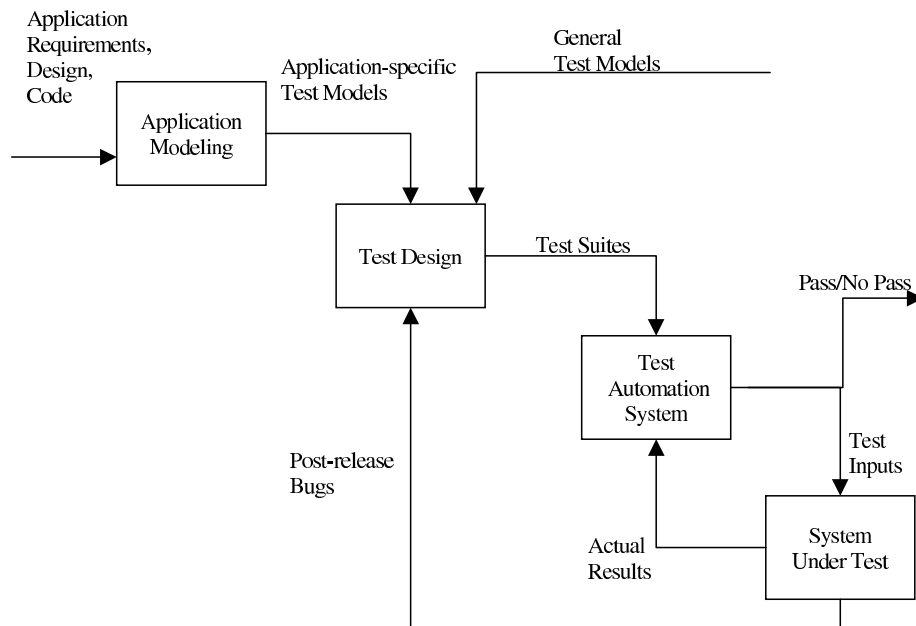 Application
Requirements,
Design,
Code
Application-specific
Test Models
General
Test Models
Application
Modeling
Test Design
Test Suites
Pass/No Pass
Test
Automation
System
Test
Inputs
Post-release
Bugs
Actual
Results
System
Under Test